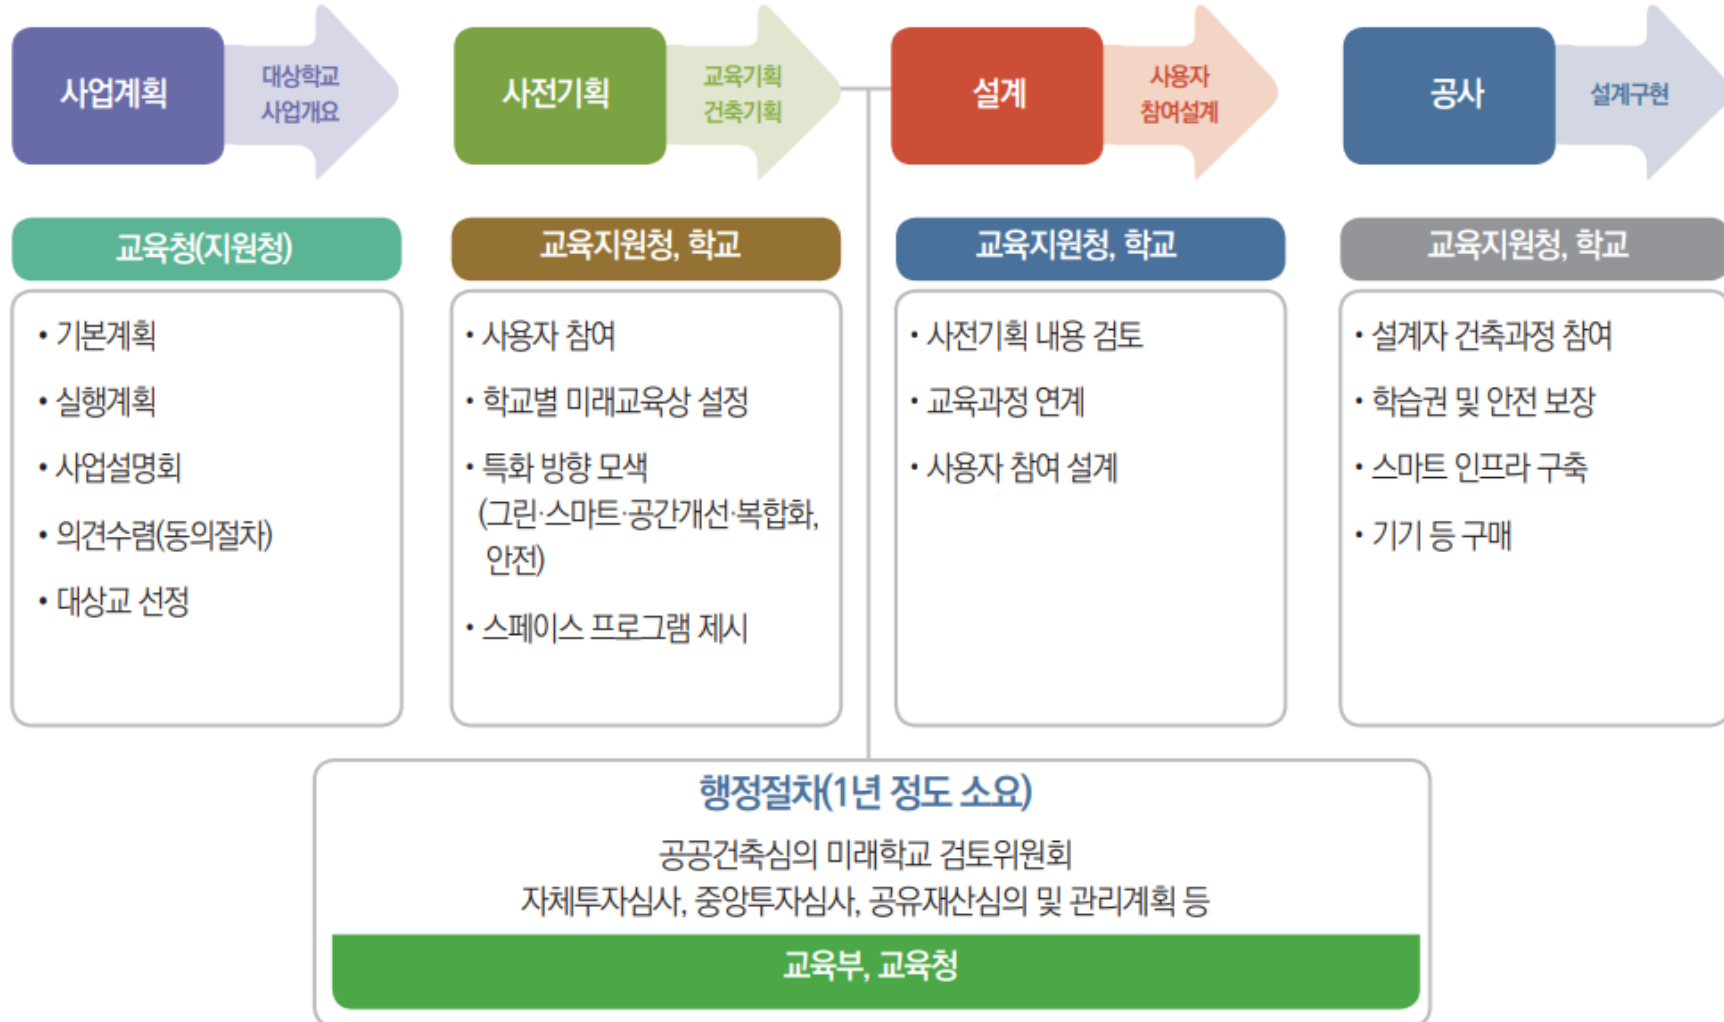 사업계획
대상학교
사업개요
사전기획
교육기획
건축기획
설계
사용자
참여설계
공사
설계구현
교육청(지원청)
• 기본계획
• 실행계획
• 사업설명회
• 의견수렴(동의절차)
• 대상교 선정
교육지원청, 학교
• 사용자 참여
• 학교별 미래교육상 설정
• 특화 방향 모색
(그린·스마트·공간개선·복합화,
안전)
• 스페이스 프로그램 제시
교육지원청, 학교
• 사전기획 내용 검토
• 교육과정 연계
• 사용자 참여 설계
교육지원청, 학교
• 설계자 건축과정 참여
• 학습권 및 안전 보장
• 스마트 인프라 구축
• 기기 등 구매
행정절차(1년 정도 소요)
공공건축심의 미래학교 검토위원회
자체투자심사, 중앙투자심사, 공유재산심의 및 관리계획 등
교육부, 교육청